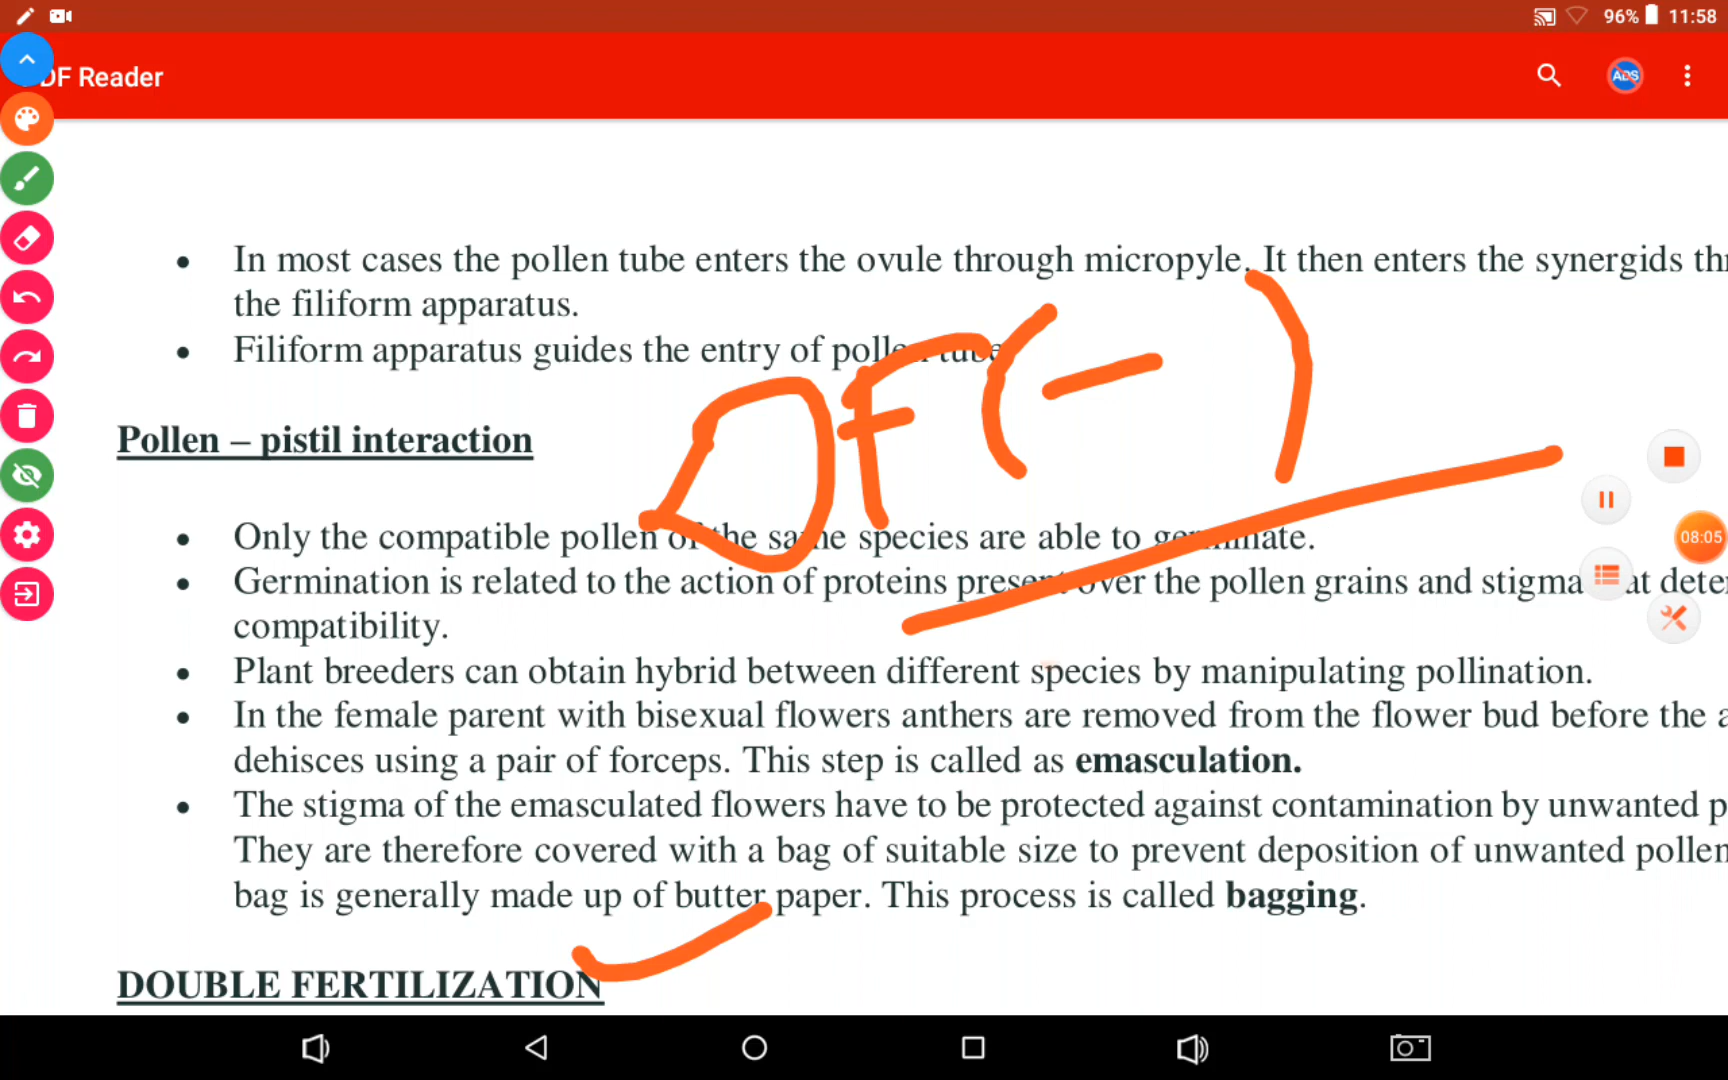 96% 11:58
DF Reader
ADS
• In most cases the pollen tube enters the ovule through micropyle. It then enters the synergids
the filiform apparatus.
• Filiform apparatus guides the entry of pollen tube
DF(-)
Pollen – pistil interaction
• Only the compatible pollen of the same species are able to germinate.
• Germination is related to the action of proteins present over the pollen grains and stigma
compatibility.
08:05
• Plant breeders can obtain hybrid between different species by manipulating pollination.
• In the female parent with bisexual flowers anthers are removed from the flower bud before the
dehisces using a pair of forceps. This step is called as emasculation.
• The stigma of the emasculated flowers have to be protected against contamination by unwanted
They are therefore covered with a bag of suitable size to prevent deposition of unwanted pollen
bag is generally made up of butter paper. This process is called bagging.
DOUBLE FERTILIZATION